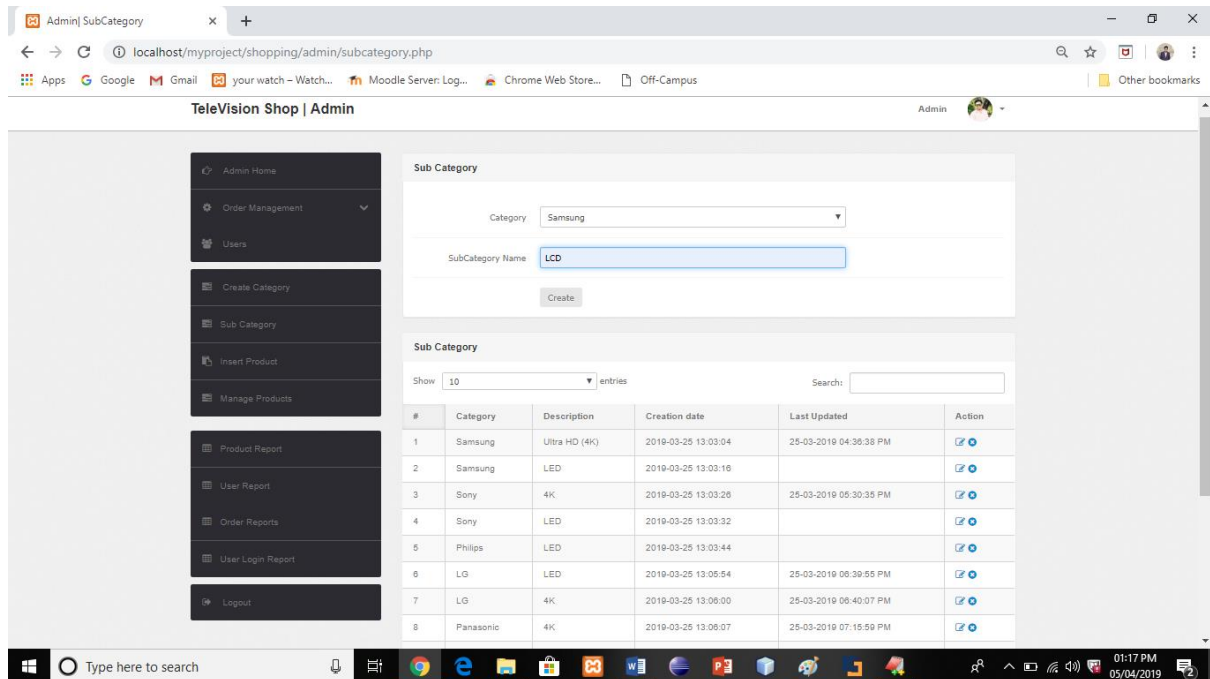 Admin| SubCategory
localhost/myproject/shopping/admin/subcategory.php
Apps Google Gmail your watch – Watch... Moodle Server: Log... Chrome Web Store... Off-Campus Other bookmarks
TeleVision Shop | Admin Admin
Admin Home
Order Management
Users
Create Category
Sub Category
Insert Product
Manage Products
Product Report
User Report
Order Reports
User Login Report
Logout
Sub Category
Category Samsung
SubCategory Name LCD
Create
Sub Category
Show 10 entries Search:
# Category Description Creation date Last Updated Action
1 Samsung Ultra HD (4K) 2019-03-25 13:03:04 25-03-2019 04:36:38 PM
2 Samsung LED 2019-03-25 13:03:16
3 Sony 4K 2019-03-25 13:03:26 25-03-2019 05:30:35 PM
4 Sony LED 2019-03-25 13:03:32
5 Philips LED 2019-03-25 13:03:44
6 LG LED 2019-03-25 13:05:54 25-03-2019 06:39:55 PM
7 LG 4K 2019-03-25 13:06:00 25-03-2019 06:40:07 PM
8 Panasonic 4K 2019-03-25 13:06:07 25-03-2019 07:15:59 PM
Type here to search
01:17 PM
05/04/2019
2